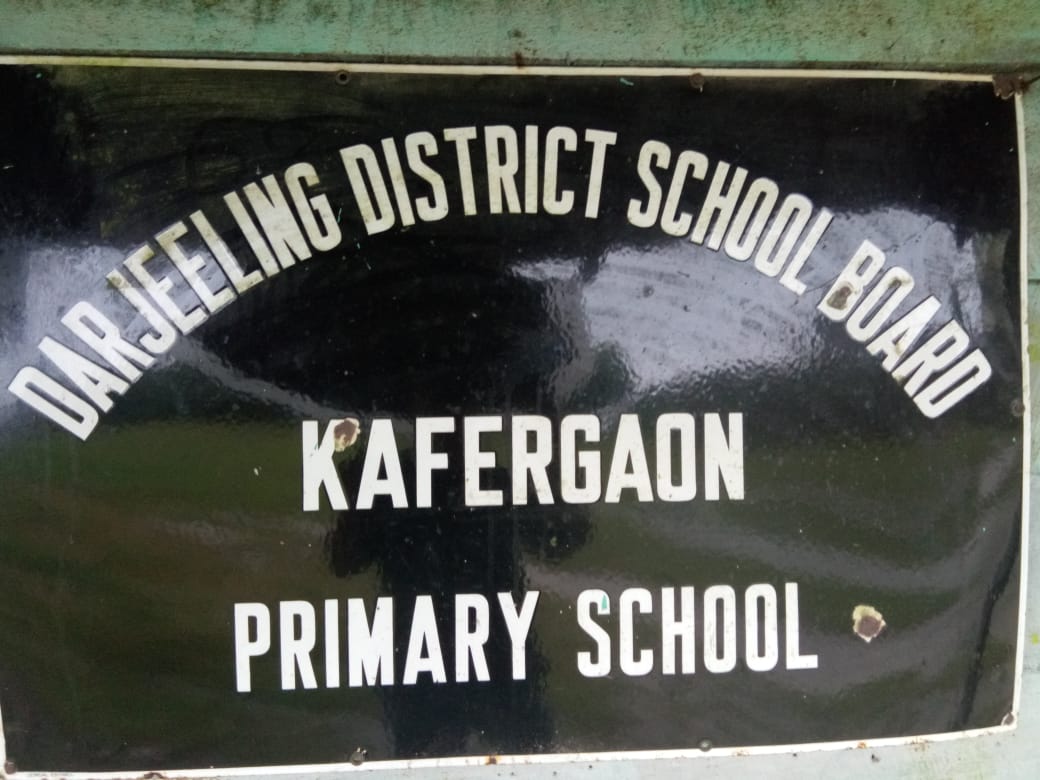 DARJEELING DISTRICT SCHOOL BOARD
KAFERGAON
PRIMARY SCHOOL